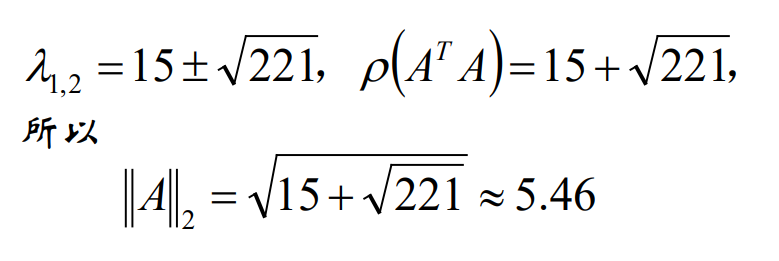 λ₁,₂ = 15 ± √221, ρ(AᵀA) = 15 + √221,
所以
‖A‖₂ = √(15 + √221) ≈ 5.46